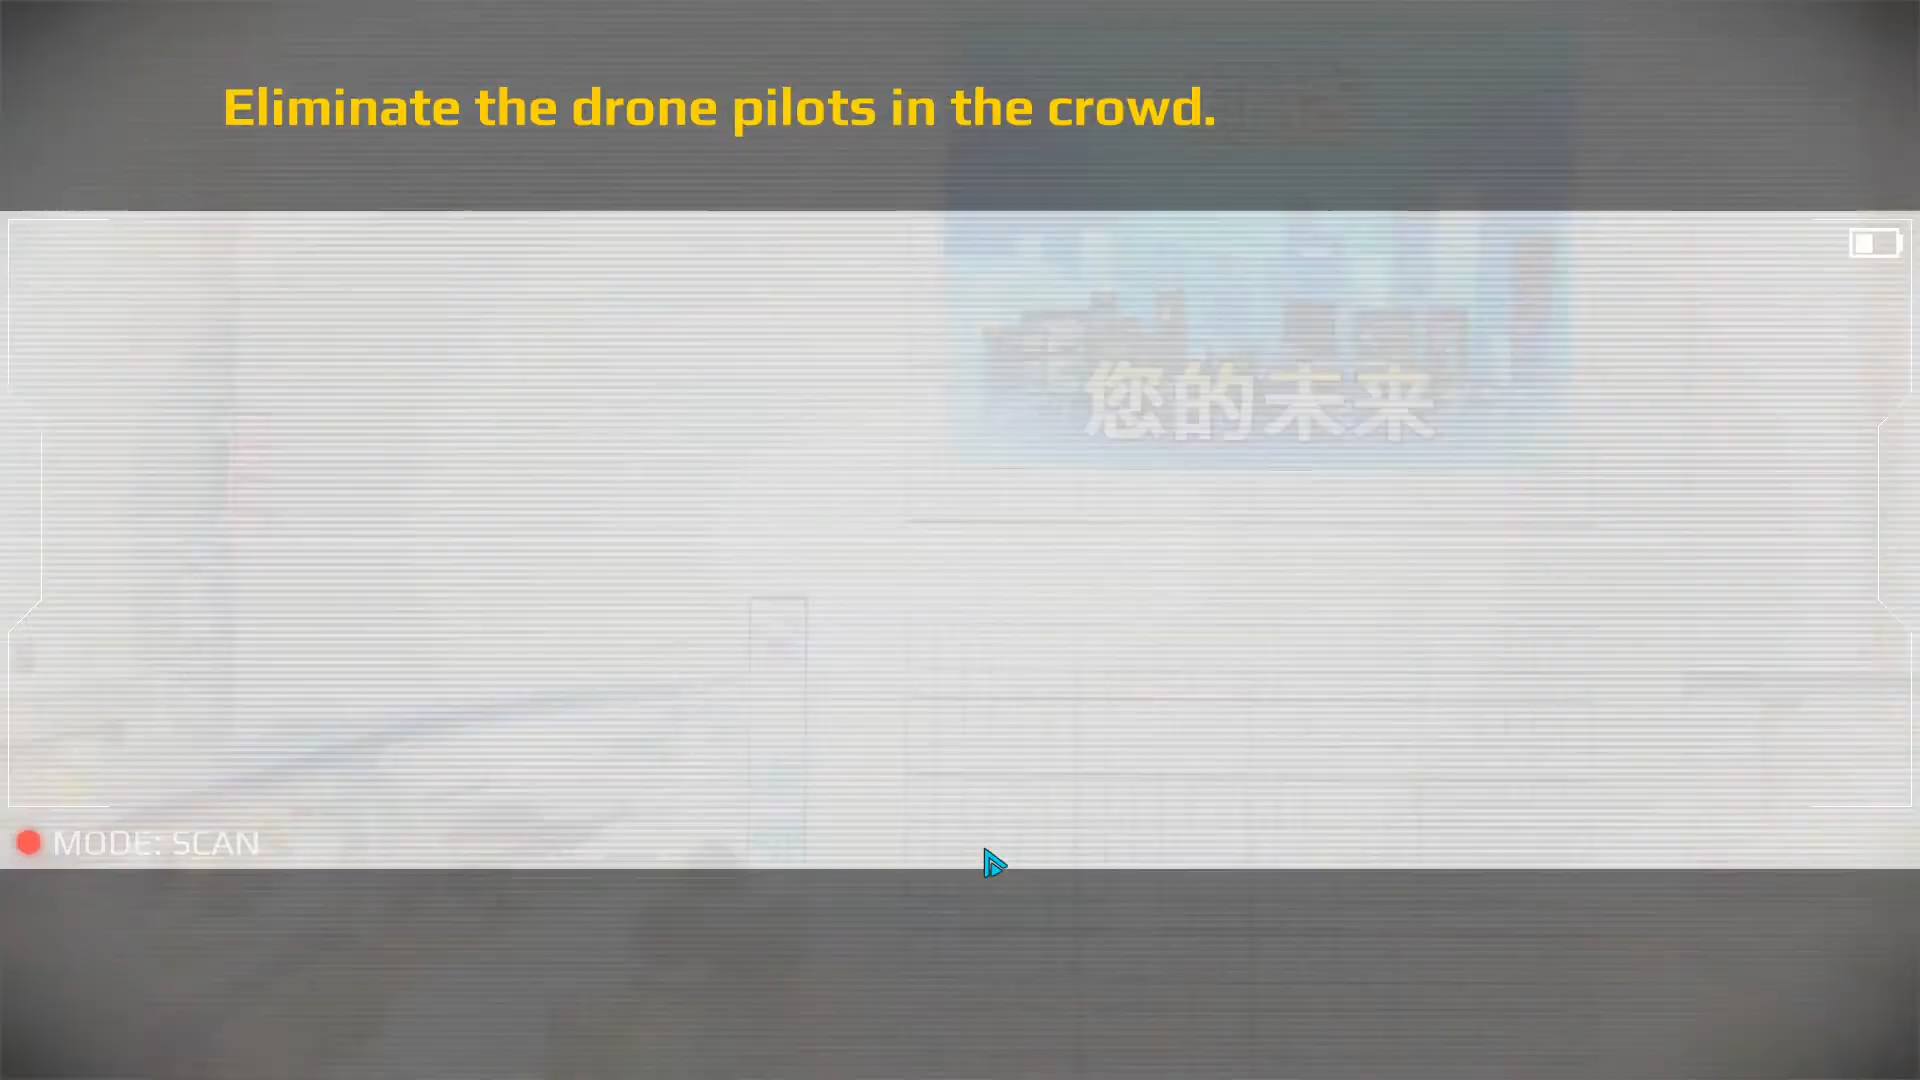 Eliminate the drone pilots in the crowd.
您的未来
MODE: SCAN